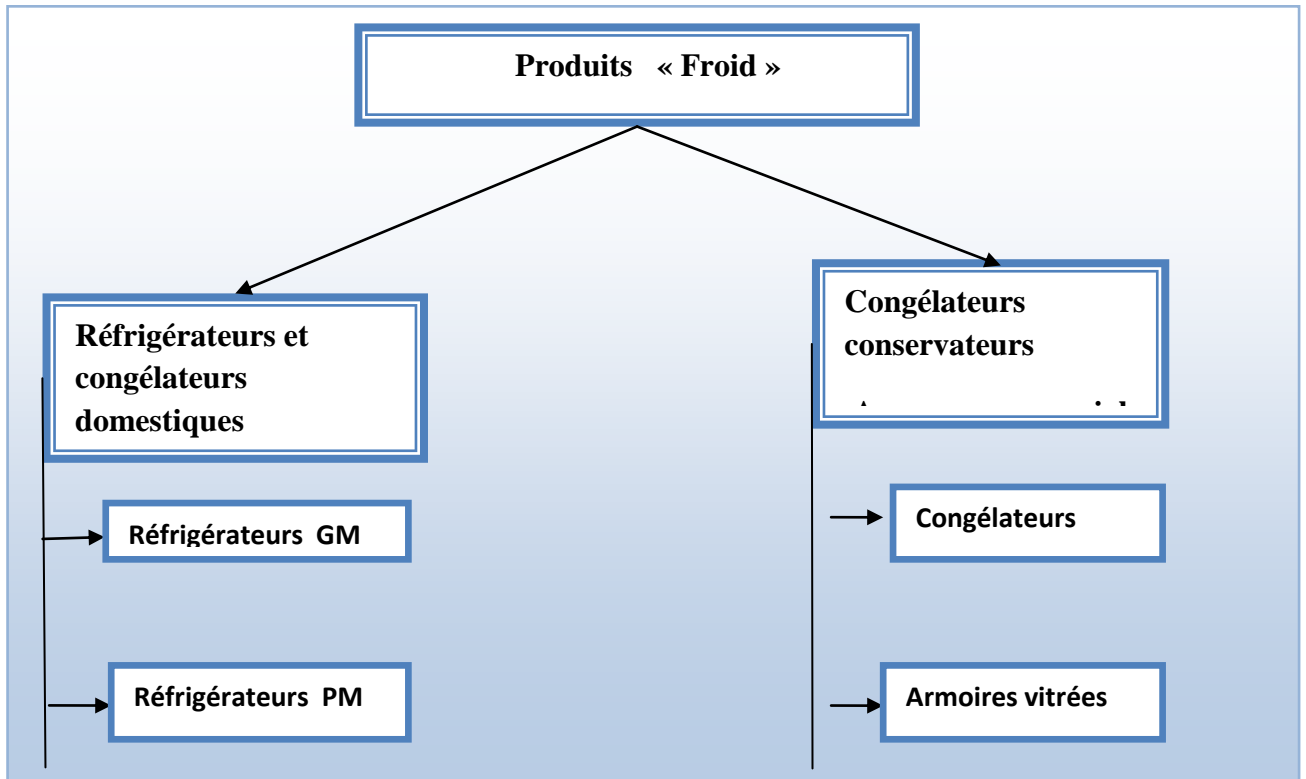 Produits « Froid »
Réfrigérateurs et
congélateurs
domestiques
Congélateurs
conservateurs
Réfrigérateurs GM
Congélateurs
Réfrigérateurs PM
Armoires vitrées